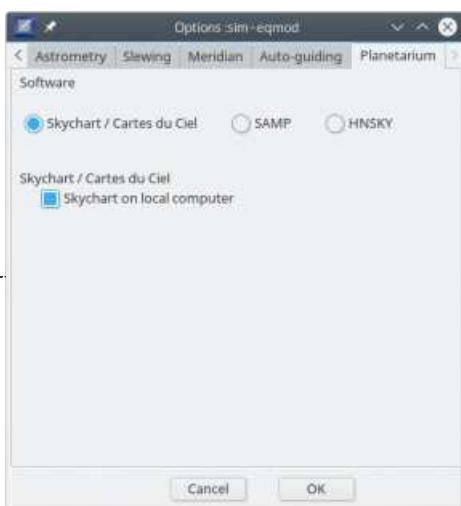 Options :sim-eqmod
Astrometry Slewing Meridian Auto-guiding Planetarium
Software
Skychart / Cartes du Ciel SAMP HNSKY
Skychart / Cartes du Ciel
Skychart on local computer
Cancel OK